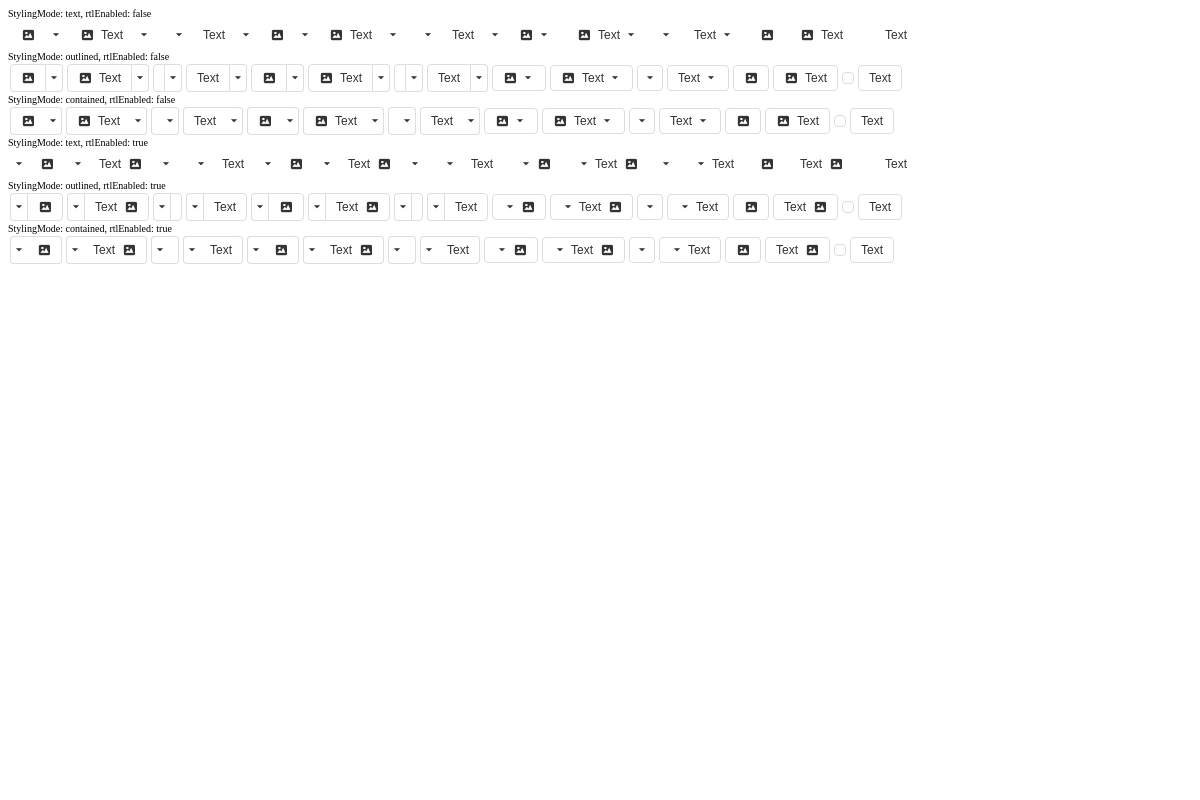 StylingMode: text, rtlEnabled: false
Text Text Text Text Text Text Text Text
StylingMode: outlined, rtlEnabled: false
Text Text Text Text Text Text Text Text
StylingMode: contained, rtlEnabled: false
Text Text Text Text Text Text Text Text
StylingMode: text, rtlEnabled: true
Text Text Text Text Text Text Text Text
StylingMode: outlined, rtlEnabled: true
Text Text Text Text Text Text Text Text
StylingMode: contained, rtlEnabled: true
Text Text Text Text Text Text Text Text